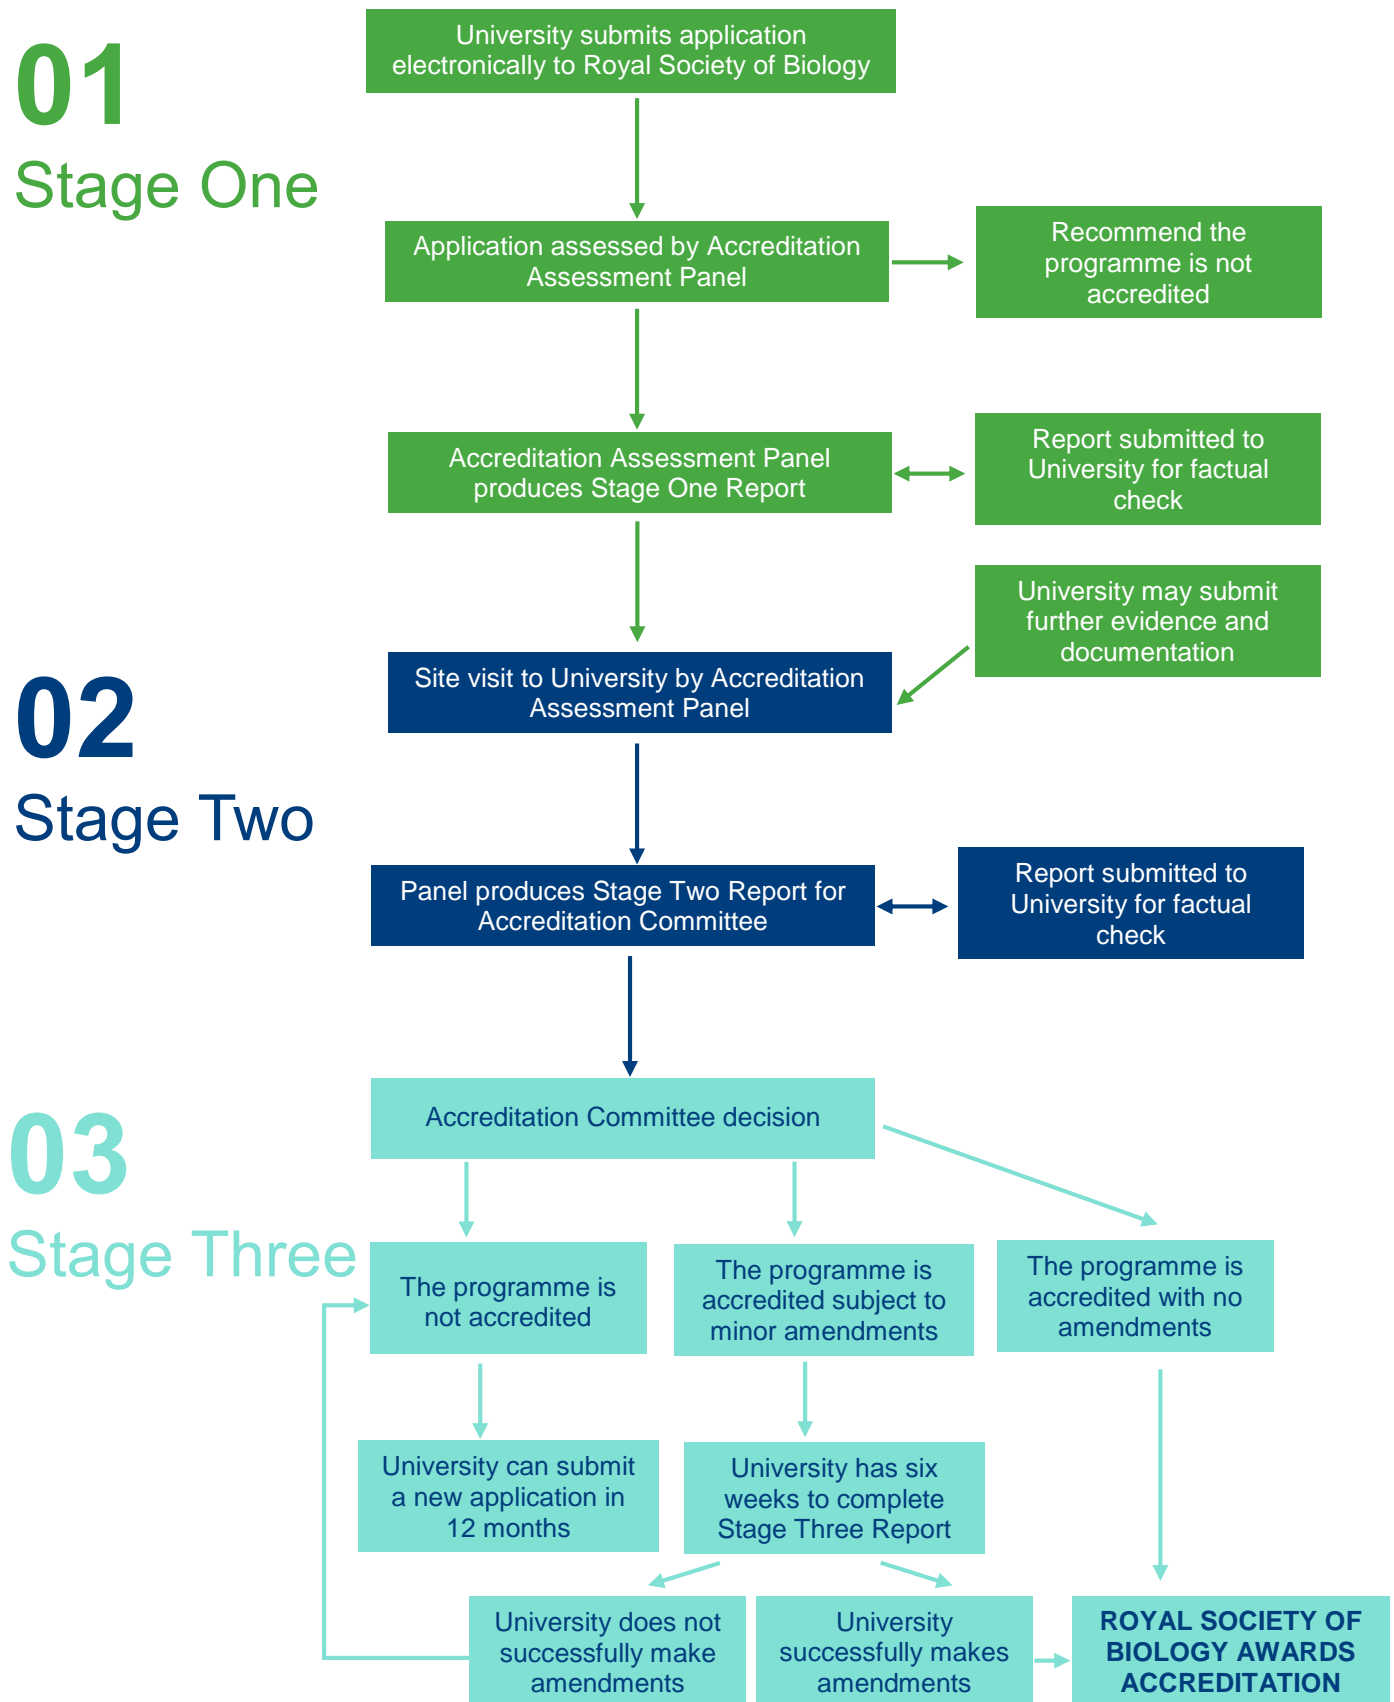 01
Stage One
University submits application
electronically to Royal Society of Biology
Application assessed by Accreditation
Assessment Panel
Recommend the
programme is not
accredited
Accreditation Assessment Panel
produces Stage One Report
Report submitted to
University for factual
check
University may submit
further evidence and
documentation
02
Stage Two
Site visit to University by Accreditation
Assessment Panel
Panel produces Stage Two Report for
Accreditation Committee
Report submitted to
University for factual
check
03
Stage Three
Accreditation Committee decision
The programme is
not accredited
The programme is
accredited subject to
minor amendments
The programme is
accredited with no
amendments
University can submit
a new application in
12 months
University has six
weeks to complete
Stage Three Report
University does not
successfully make
amendments
University
successfully makes
amendments
ROYAL SOCIETY OF
BIOLOGY AWARDS
ACCREDITATION